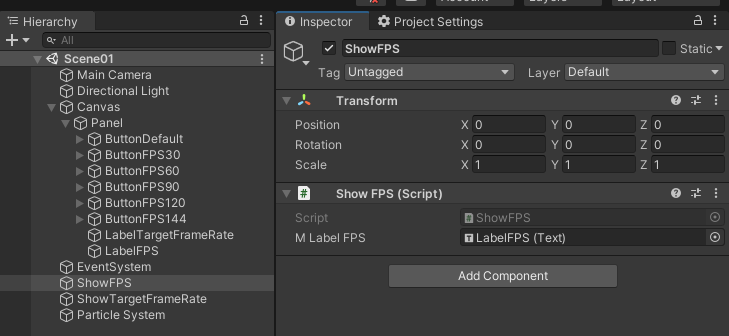 Hierarchy
All
Scene01
Main Camera
Directional Light
Canvas
Panel
ButtonDefault
ButtonFPS30
ButtonFPS60
ButtonFPS90
ButtonFPS120
ButtonFPS144
LabelTargetFrameRate
LabelFPS
EventSystem
ShowFPS
ShowTargetFrameRate
Particle System
Inspector Project Settings
ShowFPS Static
Tag Untagged Layer Default
Transform
Position X 0 Y 0 Z 0
Rotation X 0 Y 0 Z 0
Scale X 1 Y 1 Z 1
# Show FPS (Script)
Script ShowFPS
M Label FPS LabelFPS (Text)
Add Component